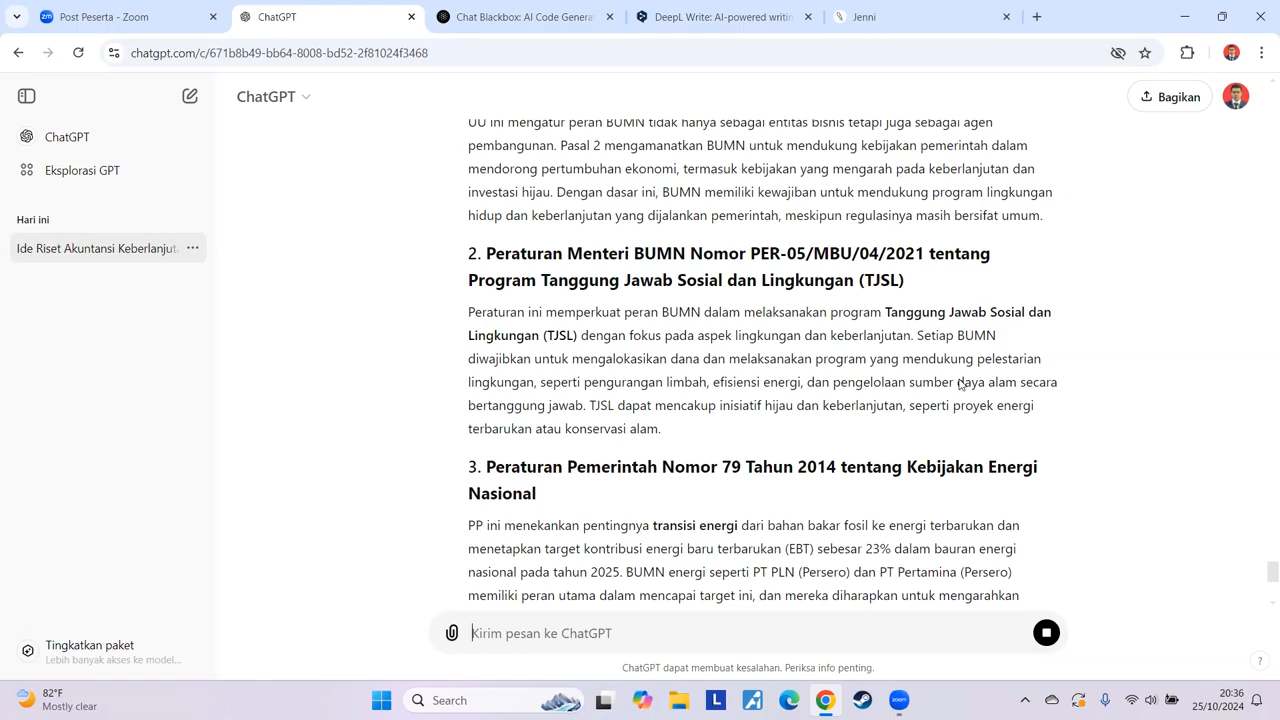 Post Peserta - Zoom
ChatGPT
Chat Blackbox: AI Code Genera
DeepL Write: AI-powered writin
Jenni
chatgpt.com/c/671b8b49-bb64-8008-bd52-2f81024f3468
ChatGPT
Bagikan
ChatGPT
Eksplorasi GPT
Hari ini
Ide Riset Akuntansi Keberlanjut
UU ini mengatur peran BUMN tidak hanya sebagai entitas bisnis tetapi juga sebagai agen
pembangunan. Pasal 2 mengamanatkan BUMN untuk mendukung kebijakan pemerintah dalam
mendorong pertumbuhan ekonomi, termasuk kebijakan yang mengarah pada keberlanjutan dan
investasi hijau. Dengan dasar ini, BUMN memiliki kewajiban untuk mendukung program lingkungan
hidup dan keberlanjutan yang dijalankan pemerintah, meskipun regulasinya masih bersifat umum.
2. Peraturan Menteri BUMN Nomor PER-05/MBU/04/2021 tentang
Program Tanggung Jawab Sosial dan Lingkungan (TJSL)
Peraturan ini memperkuat peran BUMN dalam melaksanakan program Tanggung Jawab Sosial dan
Lingkungan (TJSL) dengan fokus pada aspek lingkungan dan keberlanjutan. Setiap BUMN
diwajibkan untuk mengalokasikan dana dan melaksanakan program yang mendukung pelestarian
lingkungan, seperti pengurangan limbah, efisiensi energi, dan pengelolaan sumber daya alam secara
bertanggung jawab. TJSL dapat mencakup inisiatif hijau dan keberlanjutan, seperti proyek energi
terbarukan atau konservasi alam.
3. Peraturan Pemerintah Nomor 79 Tahun 2014 tentang Kebijakan Energi
Nasional
PP ini menekankan pentingnya transisi energi dari bahan bakar fosil ke energi terbarukan dan
menetapkan target kontribusi energi baru terbarukan (EBT) sebesar 23% dalam bauran energi
nasional pada tahun 2025. BUMN energi seperti PT PLN (Persero) dan PT Pertamina (Persero)
memiliki peran utama dalam mencapai target ini, dan mereka diharapkan untuk mengarahkan
Kirim pesan ke ChatGPT
ChatGPT dapat membuat kesalahan. Periksa info penting.
?
Tingkatkan paket
Lebih banyak akses ke model...
82°F
Mostly clear
Search
20:36
25/10/2024